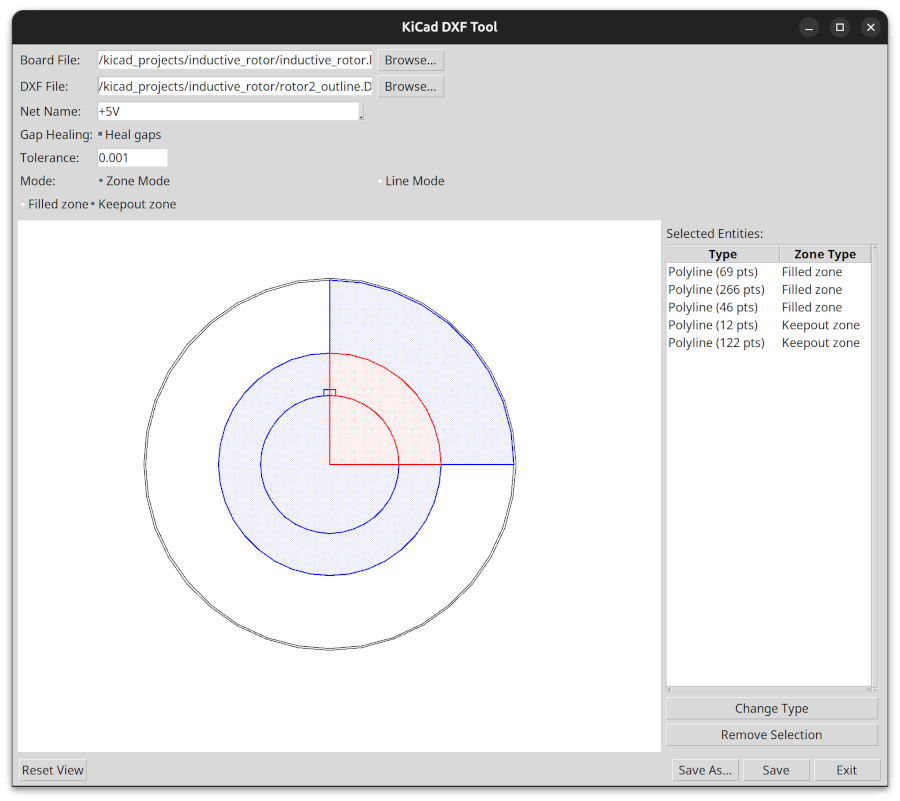 KiCad DXF Tool
Board File: /kicad_projects/inductive_rotor/inductive_rotor.l Browse...
DXF File: /kicad_projects/inductive_rotor/rotor2_outline.D Browse...
Net Name: +5V
Gap Healing: Heal gaps
Tolerance: 0.001
Mode: Zone Mode Line Mode
Filled zone Keepout zone
Selected Entities:
Type Zone Type
Polyline (69 pts) Filled zone
Polyline (266 pts) Filled zone
Polyline (46 pts) Filled zone
Polyline (12 pts) Keepout zone
Polyline (122 pts) Keepout zone
Change Type
Remove Selection
Reset View Save As... Save Exit